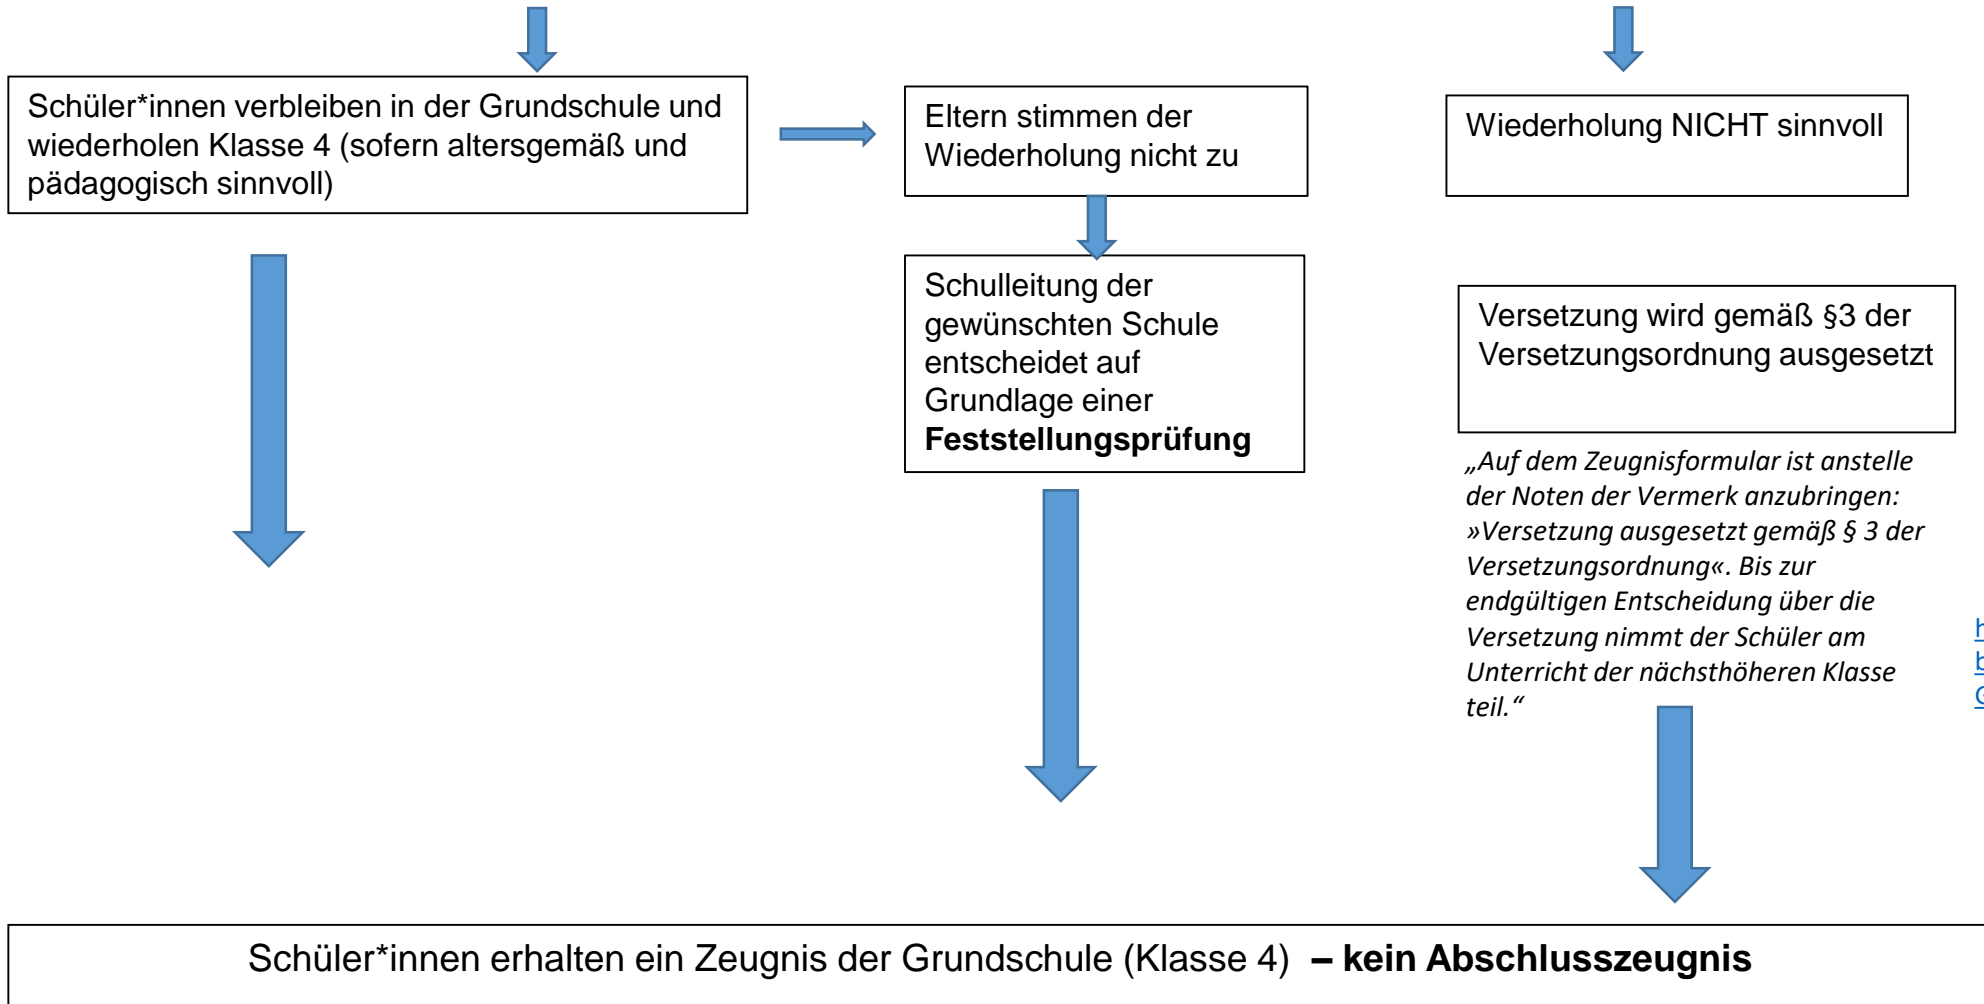 Schüler*innen verbleiben in der Grundschule und
wiederholen Klasse 4 (sofern altersgemäß und
pädagogisch sinnvoll)
Eltern stimmen der
Wiederholung nicht zu
Wiederholung NICHT sinnvoll
Schulleitung der
gewünschten Schule
entscheidet auf
Grundlage einer
Feststellungsprüfung
Versetzung wird gemäß §3 der
Versetzungsordnung ausgesetzt
„Auf dem Zeugnisformular ist anstelle
der Noten der Vermerk anzubringen:
»Versetzung ausgesetzt gemäß § 3 der
Versetzungsordnung«. Bis zur
endgültigen Entscheidung über die
Versetzung nimmt der Schüler am
Unterricht der nächsthöheren Klasse
teil.“
Schüler*innen erhalten ein Zeugnis der Grundschule (Klasse 4) – kein Abschlusszeugnis